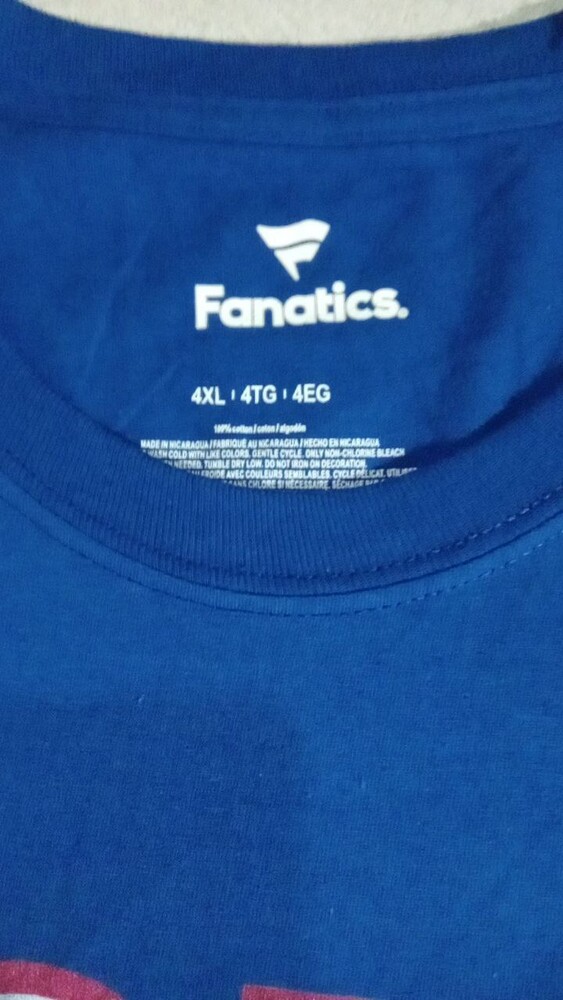 Fanatics.
4XL | 4TG | 4EG
100% cotton / coton / algodón
MADE IN NICARAGUA / FABRIQUÉ AU NICARAGUA / HECHO EN NICARAGUA
WASH COLD WITH LIKE COLORS. GENTLE CYCLE. ONLY NON-CHLORINE BLEACH
NEEDED. TUMBLE DRY LOW. DO NOT IRON ON DECORATION.
AVEC COULEURS SEMBLABLES. CYCLE DÉLICAT.
SANS CHLORE SI NÉCESSAIRE. SÉCHAGE